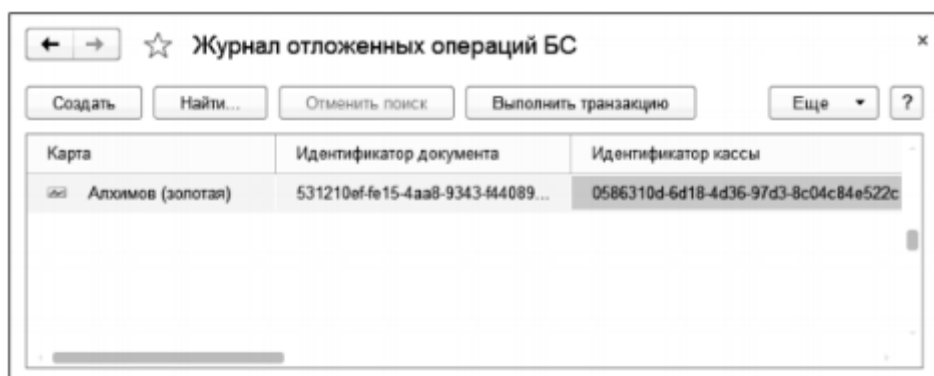 Журнал отложенных операций БС
Создать Найти... Отменить поиск Выполнить транзакцию Еще ?
Карта Идентификатор документа Идентификатор кассы
Алхимов (золотая) 531210ef-fe15-4aa8-9343-f44089... 0586310d-6d18-4d36-97d3-8c04c84e522c